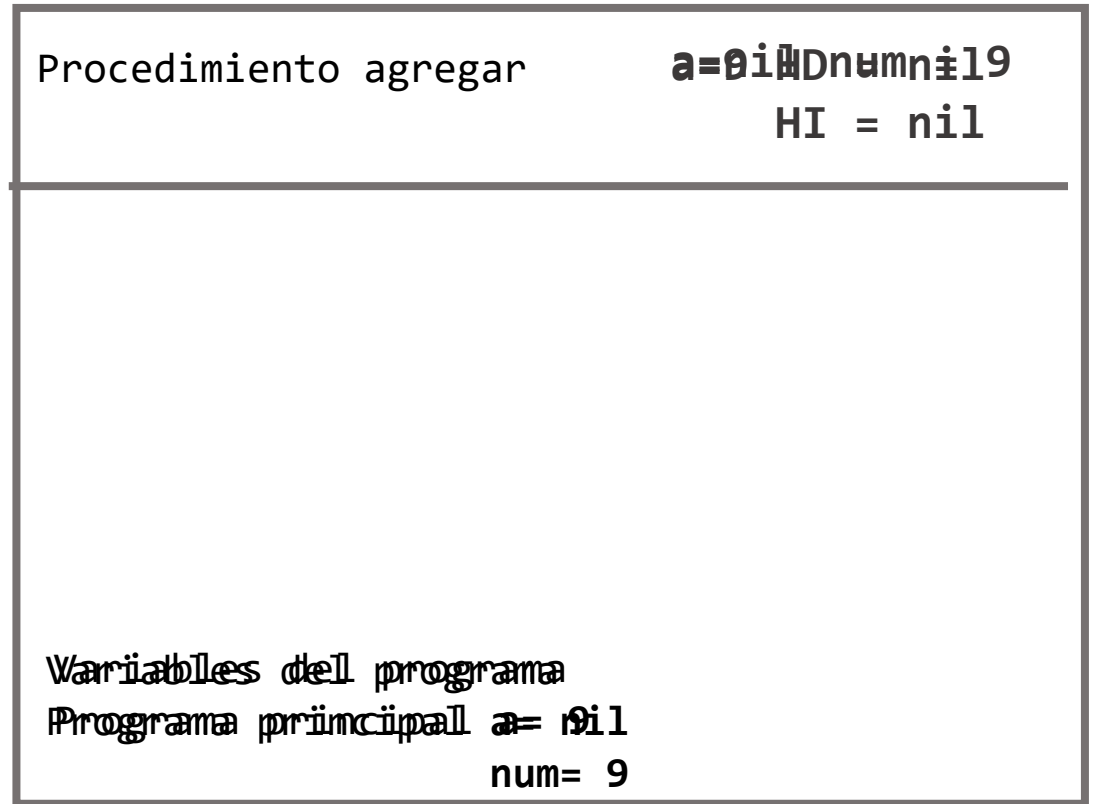 Procedimiento agregar
HI = nil
Variables del programa
Programa principal
num= 9